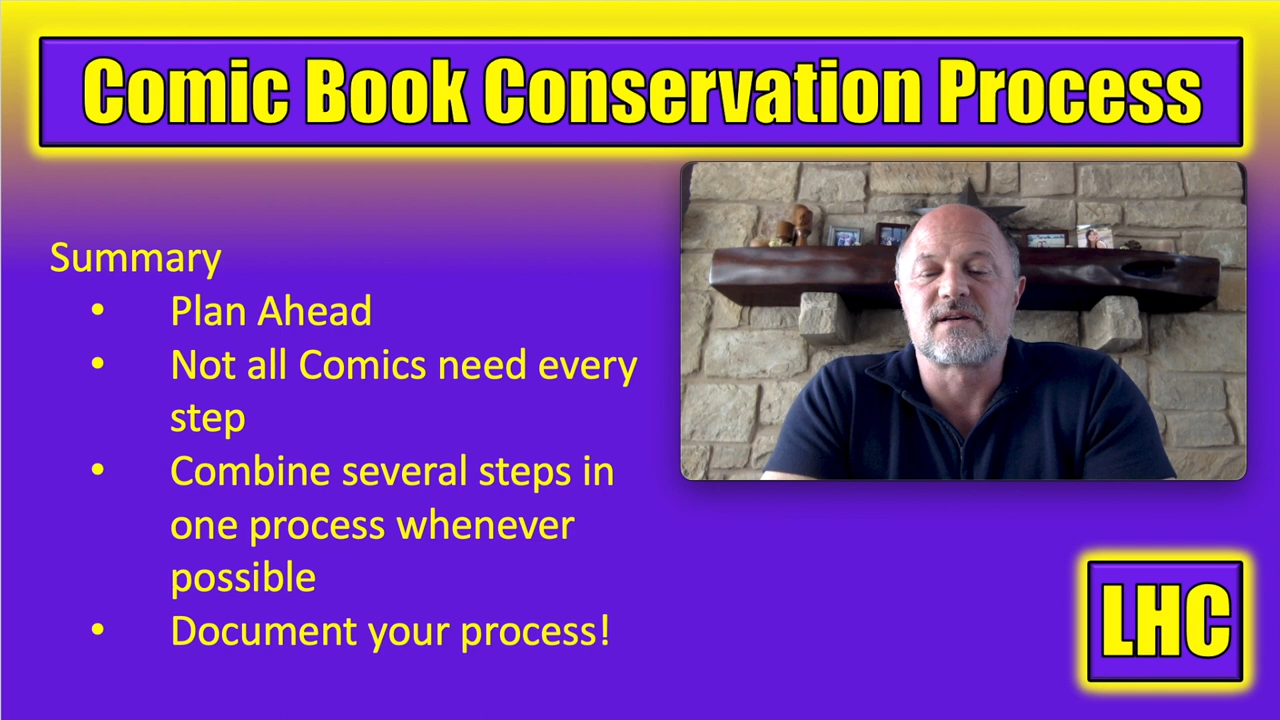 Comic Book Conservation Process
Summary
• Plan Ahead
• Not all Comics need every
step
• Combine several steps in
one process whenever
possible
• Document your process!
LHC